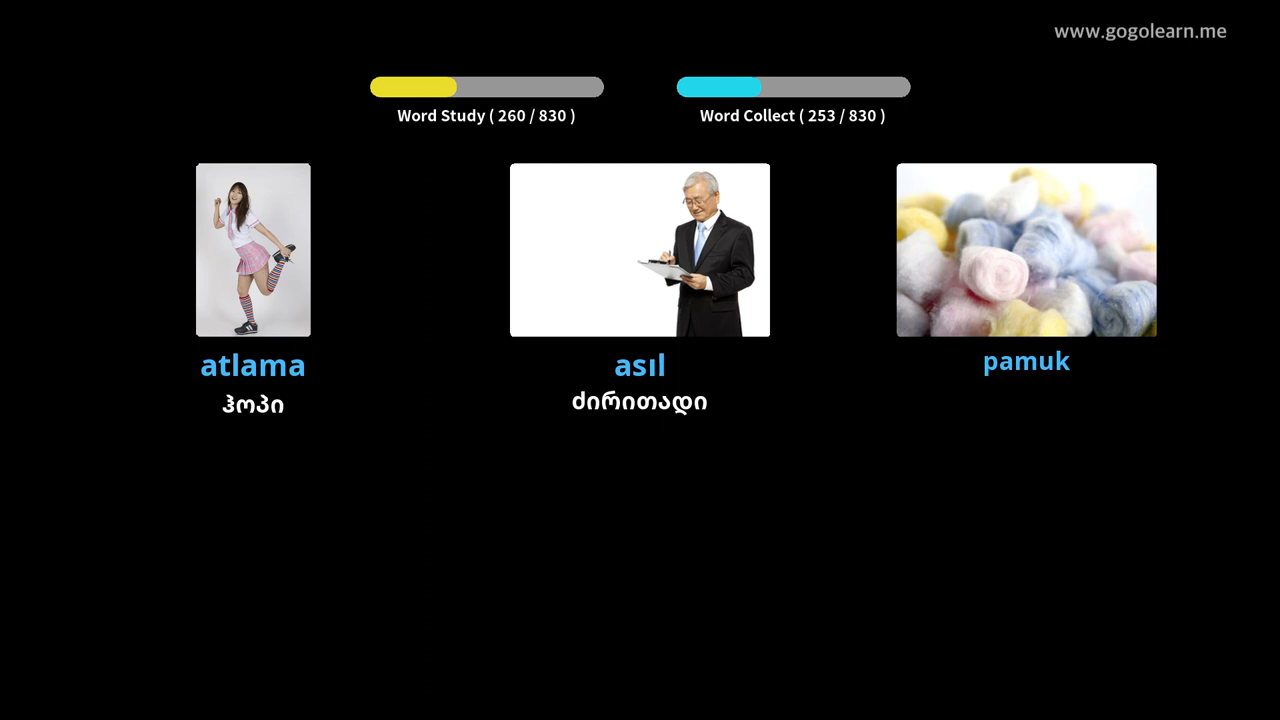 www.gogolearn.me
Word Study ( 260 / 830 )
Word Collect ( 253 / 830 )
atlama
ჰოპი
asıl
ძირითადი
pamuk